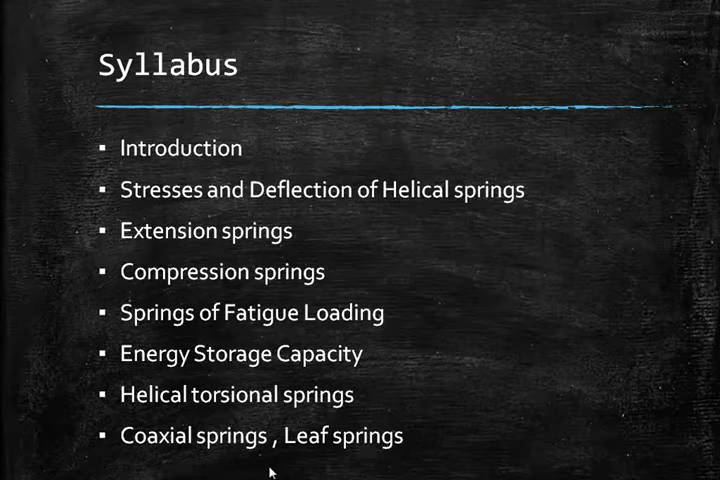 Syllabus
▪ Introduction
▪ Stresses and Deflection of Helical springs
▪ Extension springs
▪ Compression springs
▪ Springs of Fatigue Loading
▪ Energy Storage Capacity
▪ Helical torsional springs
▪ Coaxial springs , Leaf springs